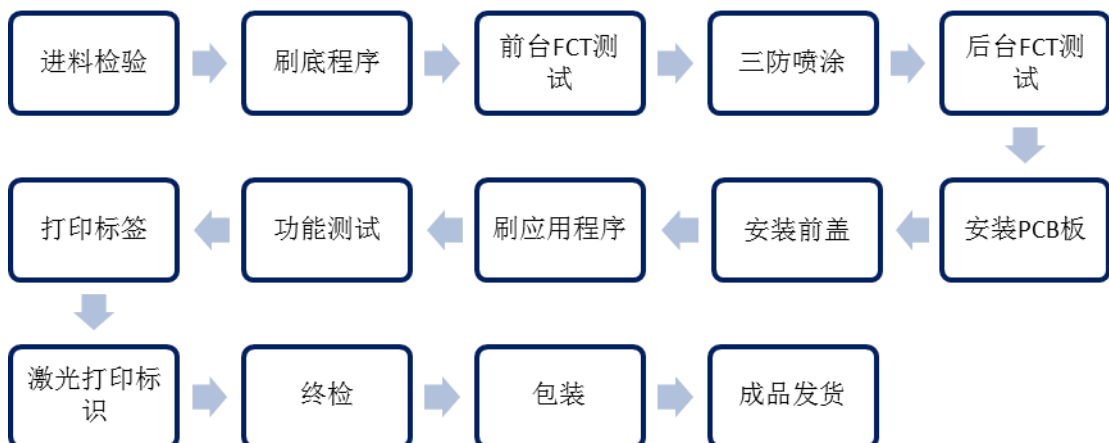 进料检验
刷底程序
前台FCT测
试
三防喷涂
后台FCT测
试
安装PCB板
安装前盖
刷应用程序
功能测试
打印标签
激光打印标
识
终检
包装
成品发货